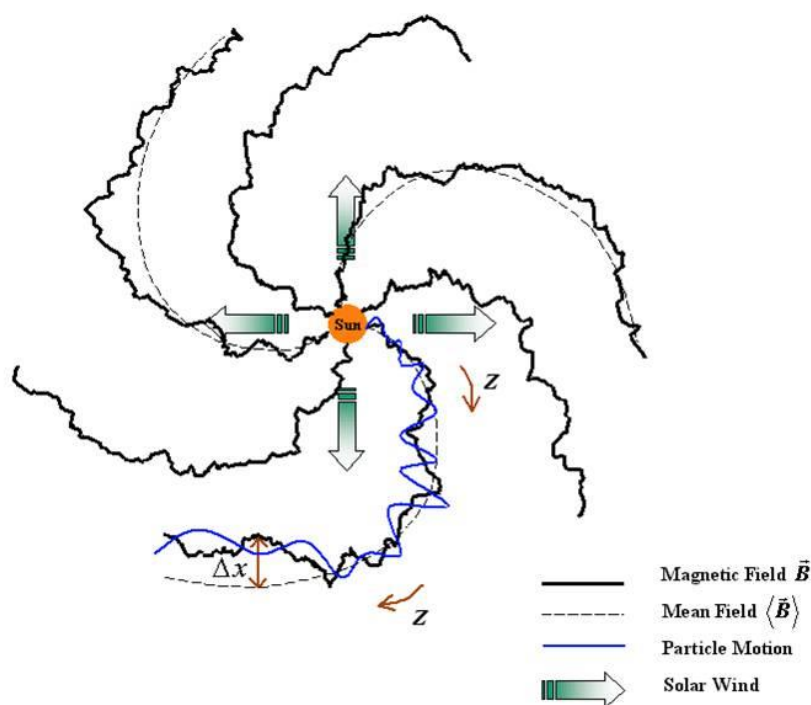 Sun
z
Δx
z
Magnetic Field B⃗
Mean Field ⟨B⃗⟩
Particle Motion
Solar Wind